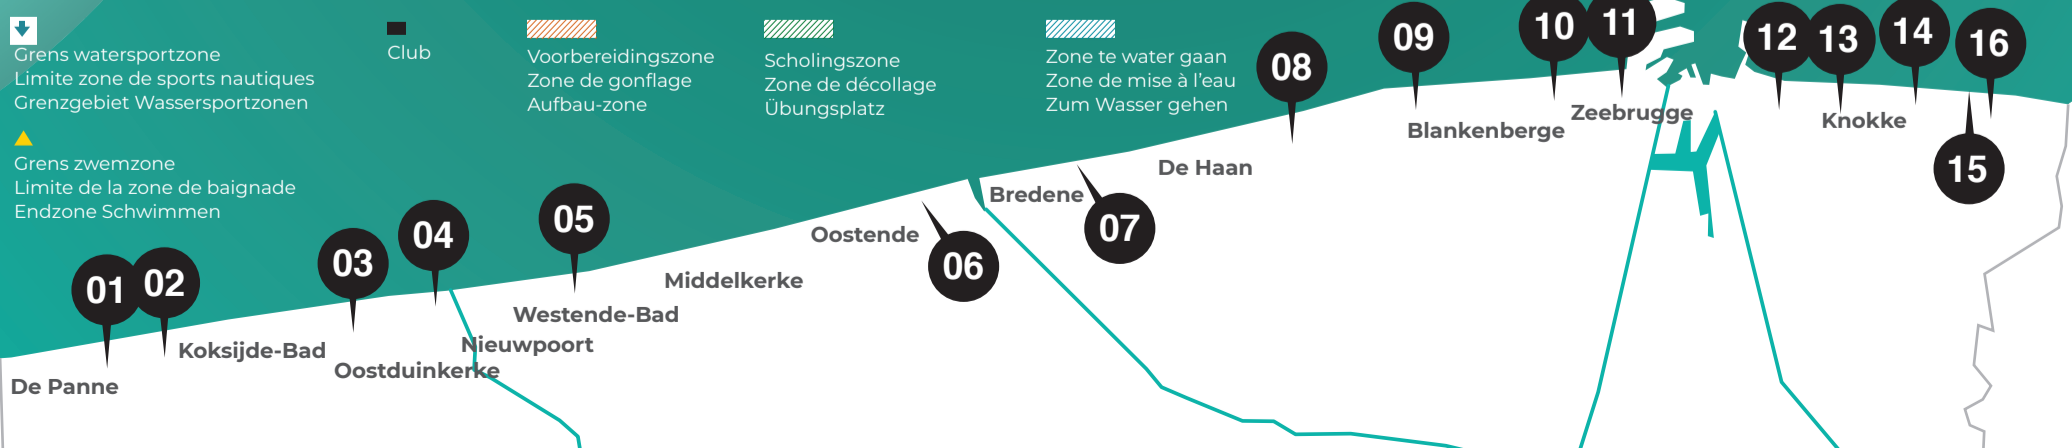 Grens watersportzone
Limite zone de sports nautiques
Grenzgebiet Wassersportzonen
Grens zwemzone
Limite de la zone de baignade
Endzone Schwimmen
Club
Voorbereidingszone
Zone de gonflage
Aufbau-zone
Scholingszone
Zone de décollage
Übungsplatz
Zone te water gaan
Zone de mise à l'eau
Zum Wasser gehen
01
02
03
04
05
06
07
08
09
10
11
12
13
14
15
16
De Panne
Koksijde-Bad
Oostduinkerke
Nieuwpoort
Westende-Bad
Middelkerke
Oostende
Bredene
De Haan
Blankenberge
Zeebrugge
Knokke